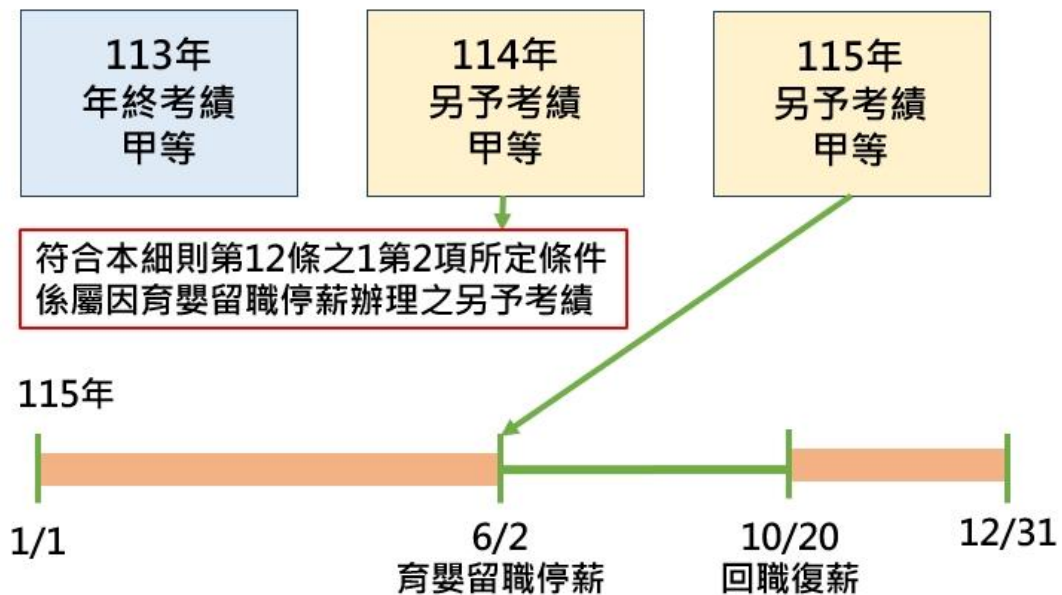 113年
年終考績
甲等
114年
另予考績
甲等
115年
另予考績
甲等
符合本細則第12條之1第2項所定條件
係屬因育嬰留職停薪辦理之另予考績
115年
1/1
6/2
育嬰留職停薪
10/20
回職復薪
12/31